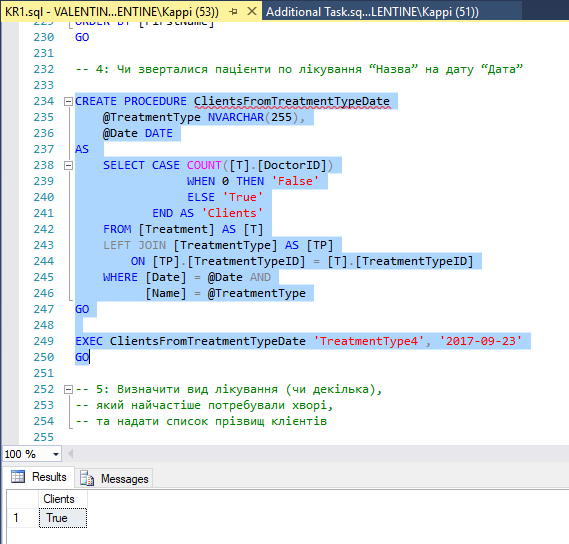 KR1.sql - VALENTIN...ENTINE\Kappi (53))
Additional Task.sq...LENTINE\Kappi (51))
229 ORDER BY [FirstName]
230 GO
231
232 -- 4: Чи зверталися пацієнти по лікування “Назва” на дату “Дата”
233
234 CREATE PROCEDURE ClientsFromTreatmentTypeDate
235 @TreatmentType NVARCHAR(255),
236 @Date DATE
237 AS
238 SELECT CASE COUNT([T].[DoctorID])
239 WHEN 0 THEN 'False'
240 ELSE 'True'
241 END AS 'Clients'
242 FROM [Treatment] AS [T]
243 LEFT JOIN [TreatmentType] AS [TP]
244 ON [TP].[TreatmentTypeID] = [T].[TreatmentTypeID]
245 WHERE [Date] = @Date AND
246 [Name] = @TreatmentType
247 GO
248
249 EXEC ClientsFromTreatmentTypeDate 'TreatmentType4', '2017-09-23'
250 GO
251
252 -- 5: Визначити вид лікування (чи декілька),
253 -- який найчастіше потребували хворі,
254 -- та надати список прізвищ клієнтів
255
100 %
Results Messages
Clients
1 True